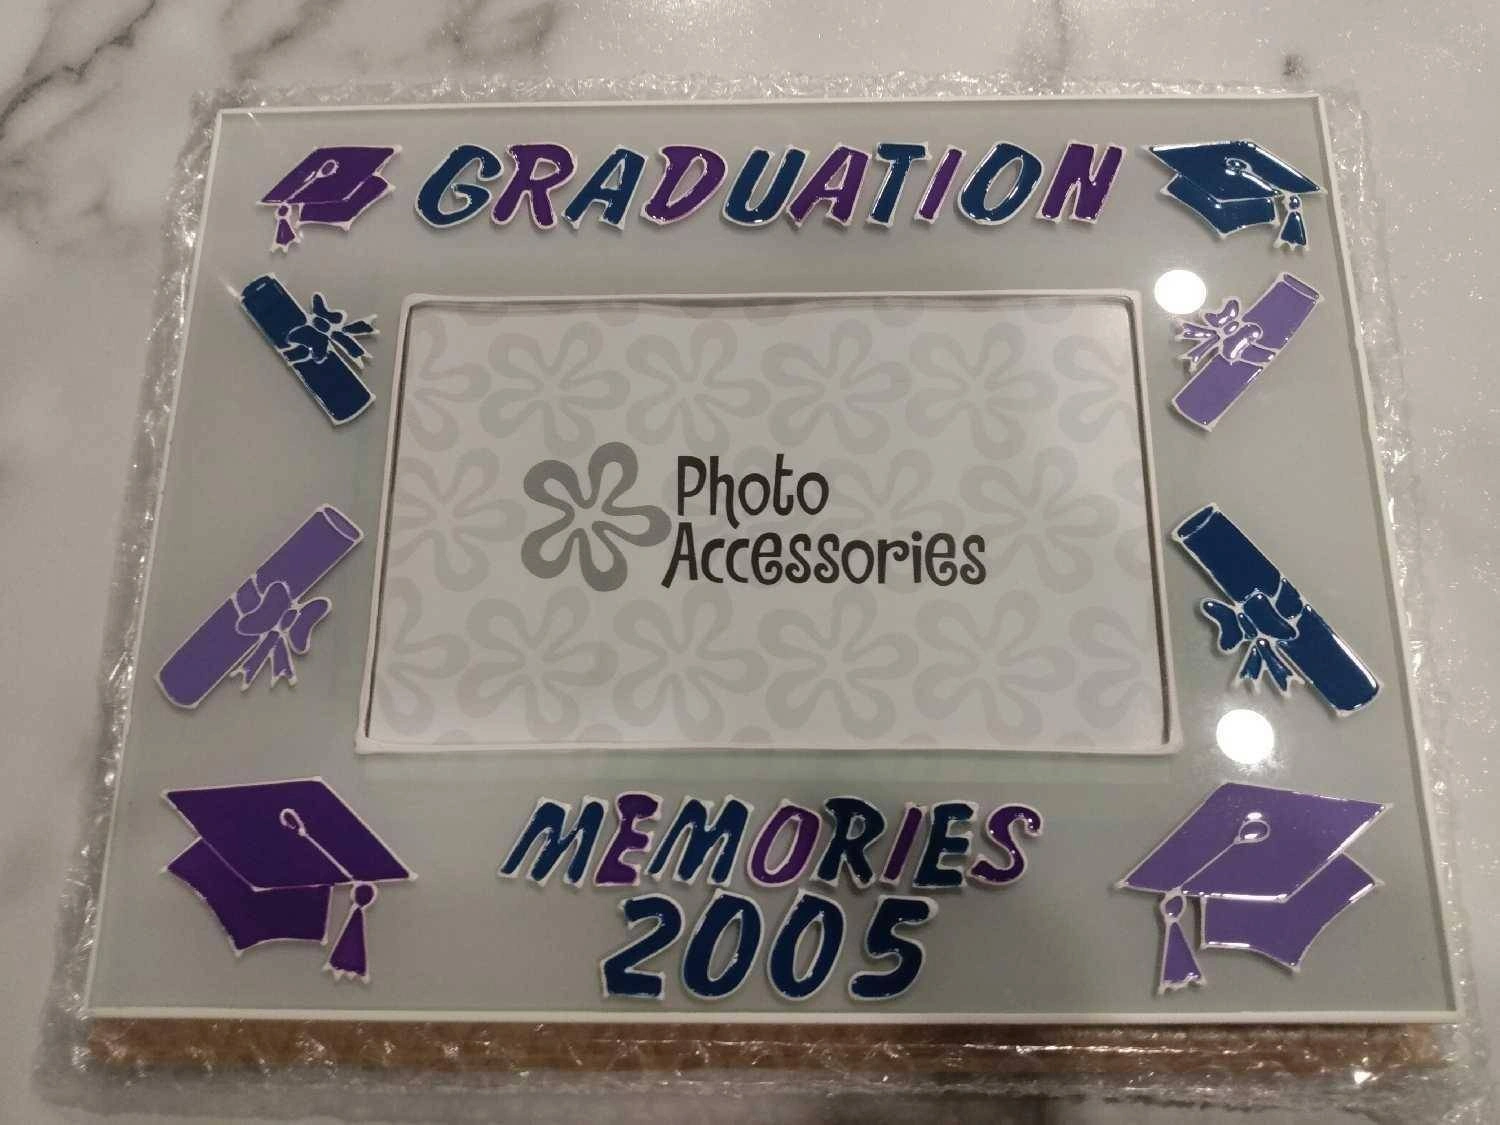 GRADUATION
Photo
Accessories
MEMORIES
2005